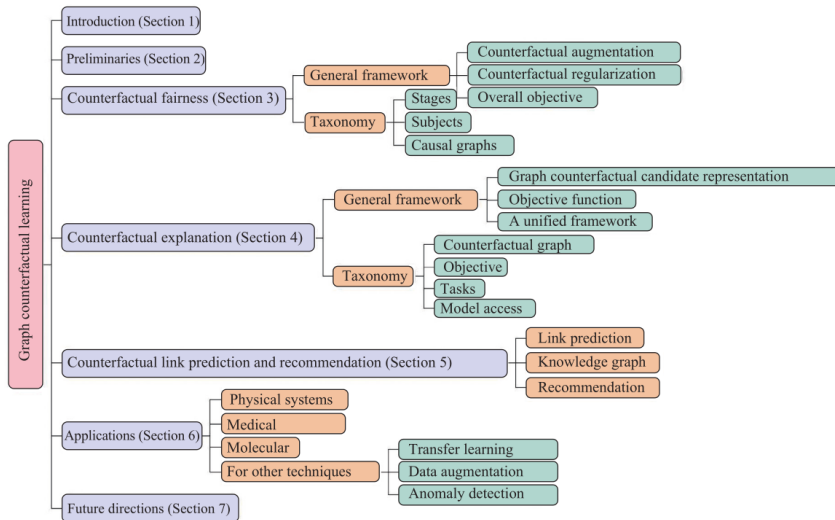 Graph counterfactual learning
Introduction (Section 1)
Preliminaries (Section 2)
Counterfactual fairness (Section 3)
General framework
Counterfactual augmentation
Counterfactual regularization
Overall objective
Taxonomy
Stages
Subjects
Causal graphs
Counterfactual explanation (Section 4)
General framework
Graph counterfactual candidate representation
Objective function
A unified framework
Taxonomy
Counterfactual graph
Objective
Tasks
Model access
Counterfactual link prediction and recommendation (Section 5)
Link prediction
Knowledge graph
Recommendation
Applications (Section 6)
Physical systems
Medical
Molecular
For other techniques
Transfer learning
Data augmentation
Anomaly detection
Future directions (Section 7)